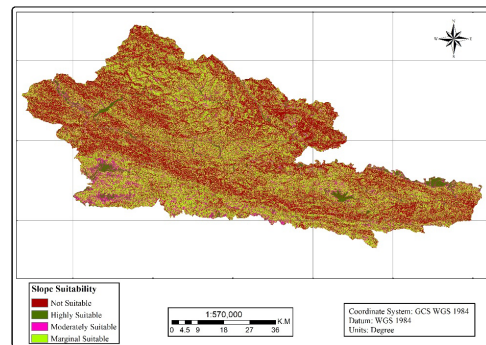 N
W E
S
Slope Suitability
Not Suitable
Highly Suitable
Moderately Suitable
Marginal Suitable
1:570,000
0 4.5 9 18 27 36
K.M
Coordinate System: GCS WGS 1984
Datum: WGS 1984
Units: Degree